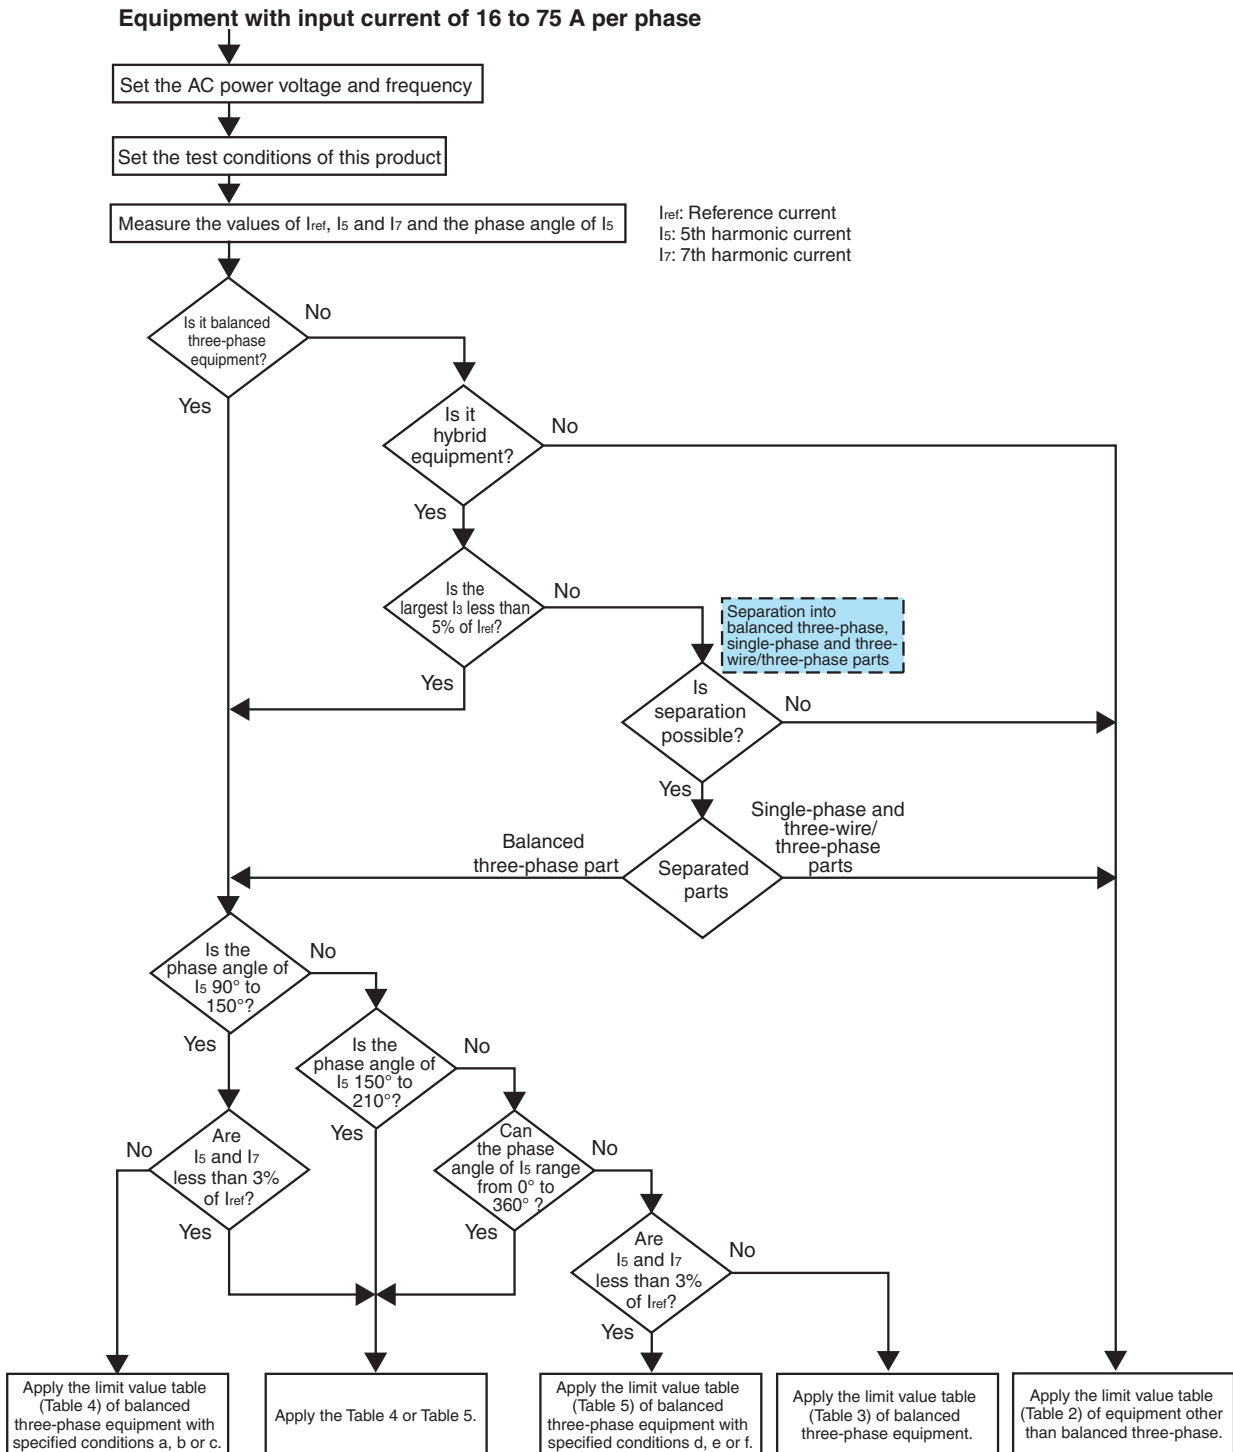 Equipment with input current of 16 to 75 A per phase
Set the AC power voltage and frequency
Set the test conditions of this product
Measure the values of Iref, I5 and I7 and the phase angle of I5
Iref: Reference current
I5: 5th harmonic current
I7: 7th harmonic current
Is it balanced
three-phase
equipment?
No
Yes
Is it
hybrid
equipment?
No
Yes
Is the
largest I3 less than
5% of Iref?
No
Yes
Separation into
balanced three-phase,
single-phase and three-
wire/three-phase parts
Is
separation
possible?
No
Yes
Separated
parts
Balanced
three-phase part
Single-phase and
three-wire/
three-phase
parts
Is the
phase angle of
I5 90° to
150°?
No
Yes
Is the
phase angle of
I5 150° to
210°?
No
Yes
Are
I5 and I7
less than 3%
of Iref?
No
Yes
Can
the phase
angle of I5 range
from 0° to
360° ?
No
Yes
Are
I5 and I7
less than 3%
of Iref?
No
Yes
Apply the limit value table
(Table 4) of balanced
three-phase equipment with
specified conditions a, b or c.
Apply the Table 4 or Table 5.
Apply the limit value table
(Table 5) of balanced
three-phase equipment with
specified conditions d, e or f.
Apply the limit value table
(Table 3) of balanced
three-phase equipment.
Apply the limit value table
(Table 2) of equipment other
than balanced three-phase.